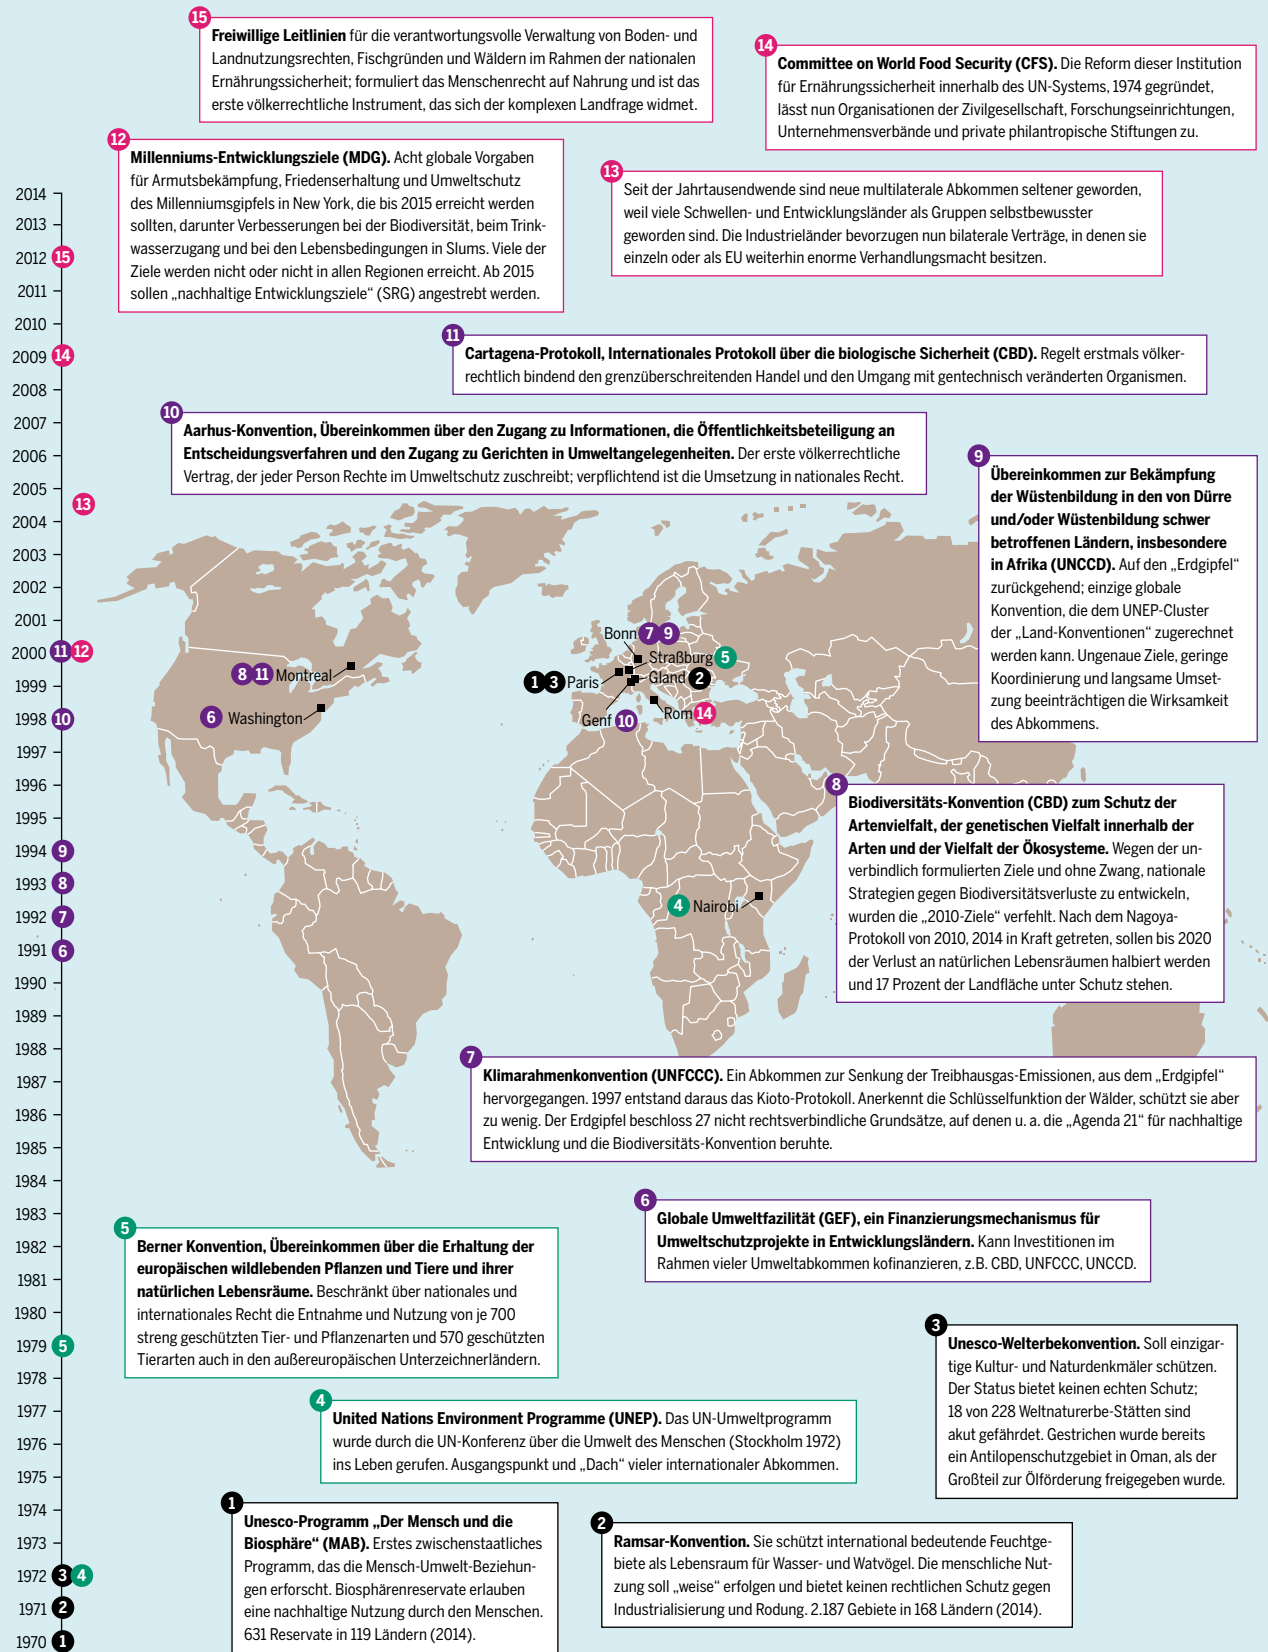 15
Freiwillige Leitlinien für die verantwortungsvolle Verwaltung von Boden- und
Landnutzungsrechten, Fischgründen und Wäldern im Rahmen der nationalen
Ernährungssicherheit; formuliert das Menschenrecht auf Nahrung und ist das
erste völkerrechtliche Instrument, das sich der komplexen Landfrage widmet.
14
Committee on World Food Security (CFS). Die Reform dieser Institution
für Ernährungssicherheit innerhalb des UN-Systems, 1974 gegründet,
lässt nun Organisationen der Zivilgesellschaft, Forschungseinrichtungen,
Unternehmensverbände und private philantropische Stiftungen zu.
12
Millenniums-Entwicklungsziele (MDG). Acht globale Vorgaben
für Armutsbekämpfung, Friedenserhaltung und Umweltschutz
des Millenniumsgipfels in New York, die bis 2015 erreicht werden
sollten, darunter Verbesserungen bei der Biodiversität, beim Trink-
wasserzugang und bei den Lebensbedingungen in Slums. Viele der
Ziele werden nicht oder nicht in allen Regionen erreicht. Ab 2015
sollen „nachhaltige Entwicklungsziele“ (SRG) angestrebt werden.
13
Seit der Jahrtausendwende sind neue multilaterale Abkommen seltener geworden,
weil viele Schwellen- und Entwicklungsländer als Gruppen selbstbewusster
geworden sind. Die Industrieländer bevorzugen nun bilaterale Verträge, in denen sie
einzeln oder als EU weiterhin enorme Verhandlungsmacht besitzen.
11
Cartagena-Protokoll, Internationales Protokoll über die biologische Sicherheit (CBD). Regelt erstmals völker-
rechtlich bindend den grenzüberschreitenden Handel und den Umgang mit gentechnisch veränderten Organismen.
10
Aarhus-Konvention, Übereinkommen über den Zugang zu Informationen, die Öffentlichkeitsbeteiligung an
Entscheidungsverfahren und den Zugang zu Gerichten in Umweltangelegenheiten. Der erste völkerrechtliche
Vertrag, der jeder Person Rechte im Umweltschutz zuschreibt; verpflichtend ist die Umsetzung in nationales Recht.
9
Übereinkommen zur Bekämpfung
der Wüstenbildung in den von Dürre
und/oder Wüstenbildung schwer
betroffenen Ländern, insbesondere
in Afrika (UNCCD). Auf den „Erdgipfel“
zurückgehend; einzige globale
Konvention, die dem UNEP-Cluster
der „Land-Konventionen“ zugerechnet
werden kann. Ungenaue Ziele, geringe
Koordinierung und langsame Umset-
zung beeinträchtigen die Wirksamkeit
des Abkommens.
8
Biodiversitäts-Konvention (CBD) zum Schutz der
Artenvielfalt, der genetischen Vielfalt innerhalb der
Arten und der Vielfalt der Ökosysteme. Wegen der un-
verbindlich formulierten Ziele und ohne Zwang, nationale
Strategien gegen Biodiversitätsverluste zu entwickeln,
wurden die „2010-Ziele“ verfehlt. Nach dem Nagoya-
Protokoll von 2010, 2014 in Kraft getreten, sollen bis 2020
der Verlust an natürlichen Lebensräumen halbiert werden
und 17 Prozent der Landfläche unter Schutz stehen.
7
Klimarahmenkonvention (UNFCCC). Ein Abkommen zur Senkung der Treibhausgas-Emissionen, aus dem „Erdgipfel“
hervorgegangen. 1997 entstand daraus das Kioto-Protokoll. Anerkennt die Schlüsselfunktion der Wälder, schützt sie aber
zu wenig. Der Erdgipfel beschloss 27 nicht rechtsverbindliche Grundsätze, auf denen u. a. die „Agenda 21“ für nachhaltige
Entwicklung und die Biodiversitäts-Konvention beruhte.
6
Globale Umweltfazilität (GEF), ein Finanzierungsmechanismus für
Umweltschutzprojekte in Entwicklungsländern. Kann Investitionen im
Rahmen vieler Umweltabkommen kofinanzieren, z.B. CBD, UNFCCC, UNCCD.
5
Berner Konvention, Übereinkommen über die Erhaltung der
europäischen wildlebenden Pflanzen und Tiere und ihrer
natürlichen Lebensräume. Beschränkt über nationales und
internationales Recht die Entnahme und Nutzung von je 700
streng geschützten Tier- und Pflanzenarten und 570 geschützten
Tierarten auch in den außereuropäischen Unterzeichnerländern.
3
Unesco-Welterbekonvention. Soll einzigar-
tige Kultur- und Naturdenkmäler schützen.
Der Status bietet keinen echten Schutz;
18 von 228 Weltnaturerbe-Stätten sind
akut gefährdet. Gestrichen wurde bereits
ein Antilopenschutzgebiet in Oman, als der
Großteil zur Ölförderung freigegeben wurde.
4
United Nations Environment Programme (UNEP). Das UN-Umweltprogramm
wurde durch die UN-Konferenz über die Umwelt des Menschen (Stockholm 1972)
ins Leben gerufen. Ausgangspunkt und „Dach“ vieler internationaler Abkommen.
1
Unesco-Programm „Der Mensch und die
Biosphäre“ (MAB). Erstes zwischenstaatliches
Programm, das die Mensch-Umwelt-Beziehun-
gen erforscht. Biosphärenreservate erlauben
eine nachhaltige Nutzung durch den Menschen.
631 Reservate in 119 Ländern (2014).
2
Ramsar-Konvention. Sie schützt international bedeutende Feuchtge-
biete als Lebensraum für Wasser- und Watvögel. Die menschliche Nut-
zung soll „weise“ erfolgen und bietet keinen rechtlichen Schutz gegen
Industrialisierung und Rodung. 2.187 Gebiete in 168 Ländern (2014).
2014
2013
2012 15
2011
2010
2009 14
2008
2007
2006
2005
13
2004
2003
2002
2001
2000 11 12
1999
1998 10
1997
1996
1995
1994 9
1993 8
1992 7
1991 6
1990
1989
1988
1987
1986
1985
1984
1983
1982
1981
1980
1979 5
1978
1977
1976
1975
1974
1973
1972 3 4
1971 2
1970 1
Bonn 7 9
Straßburg 5
8 11 Montreal
1 3 Paris
Gland 2
6 Washington
Genf 10
Rom 14
4 Nairobi